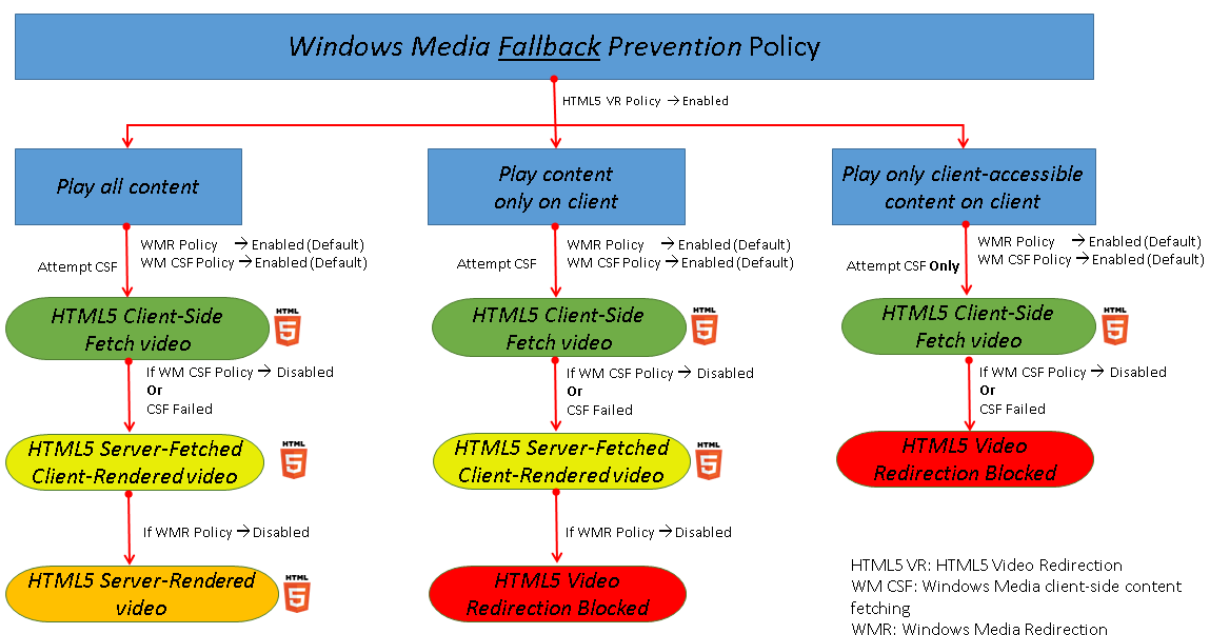 Windows Media Fallback Prevention Policy
HTML5 VR Policy → Enabled
Play all content
Play content
only on client
Play only client-accessible
content on client
Attempt CSF
WMR Policy → Enabled (Default)
WM CSF Policy → Enabled (Default)
Attempt CSF
WMR Policy → Enabled (Default)
WM CSF Policy → Enabled (Default)
Attempt CSF Only
WMR Policy → Enabled (Default)
WM CSF Policy → Enabled (Default)
HTML5 Client-Side
Fetch video
HTML
5
HTML5 Client-Side
Fetch video
HTML
5
HTML5 Client-Side
Fetch video
HTML
5
If WM CSF Policy → Disabled
Or
CSF Failed
If WM CSF Policy → Disabled
Or
CSF Failed
If WM CSF Policy → Disabled
Or
CSF Failed
HTML5 Server-Fetched
Client-Rendered video
HTML
5
HTML5 Server-Fetched
Client-Rendered video
HTML
5
HTML5 Video
Redirection Blocked
If WMR Policy → Disabled
If WMR Policy → Disabled
HTML5 Server-Rendered
video
HTML
5
HTML5 Video
Redirection Blocked
HTML5 VR: HTML5 Video Redirection
WM CSF: Windows Media client-side content
fetching
WMR: Windows Media Redirection